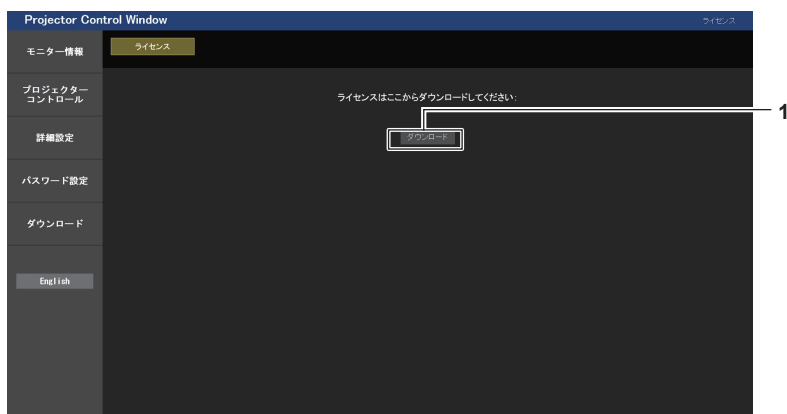 Projector Control Window
ライセンス
モニター情報
ライセンス
プロジェクター
コントロール
ライセンスはここからダウンロードしてください:
1
ダウンロード
詳細設定
パスワード設定
ダウンロード
English